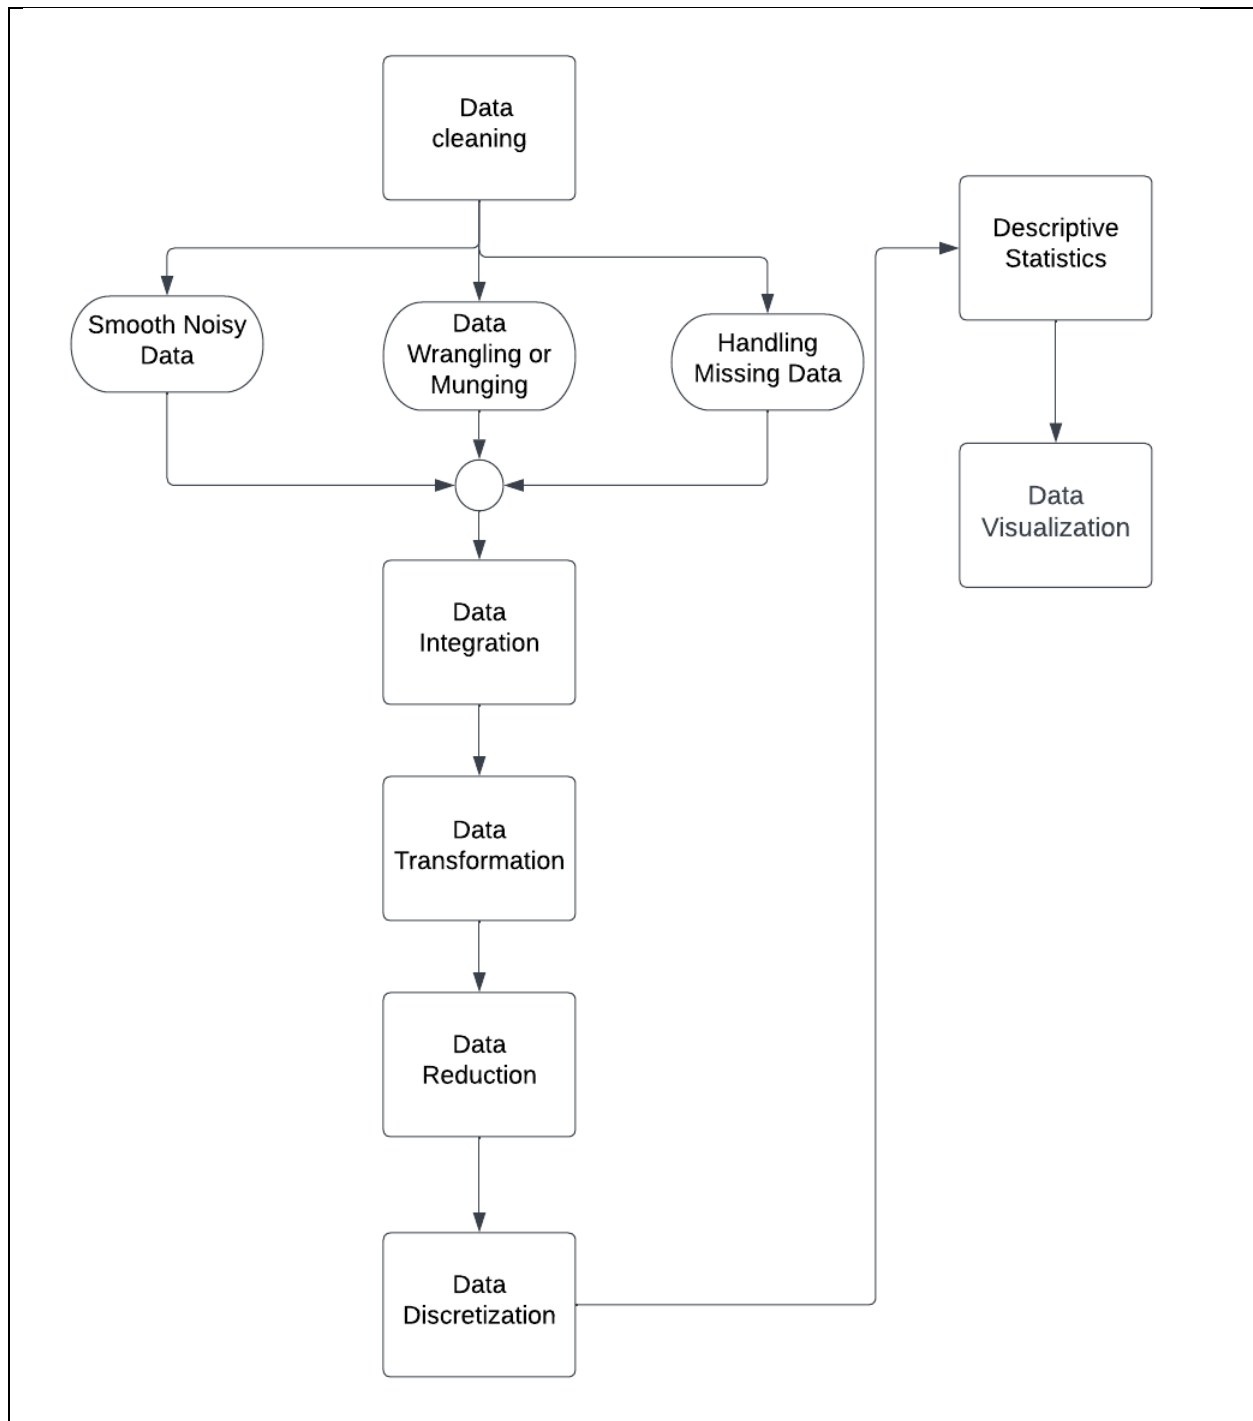 Data
cleaning
Smooth Noisy
Data
Data
Wrangling or
Munging
Handling
Missing Data
Data
Integration
Data
Transformation
Data
Reduction
Data
Discretization
Descriptive
Statistics
Data
Visualization